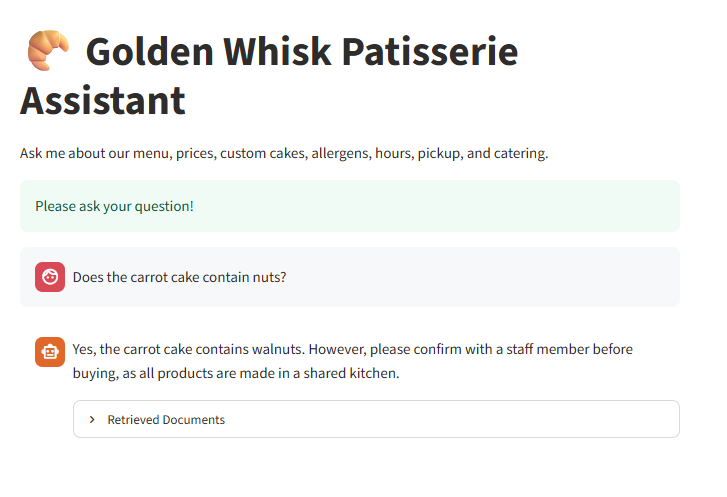 Golden Whisk Patisserie
Assistant
Ask me about our menu, prices, custom cakes, allergens, hours, pickup, and catering.
Please ask your question!
Does the carrot cake contain nuts?
Yes, the carrot cake contains walnuts. However, please confirm with a staff member before
buying, as all products are made in a shared kitchen.
Retrieved Documents